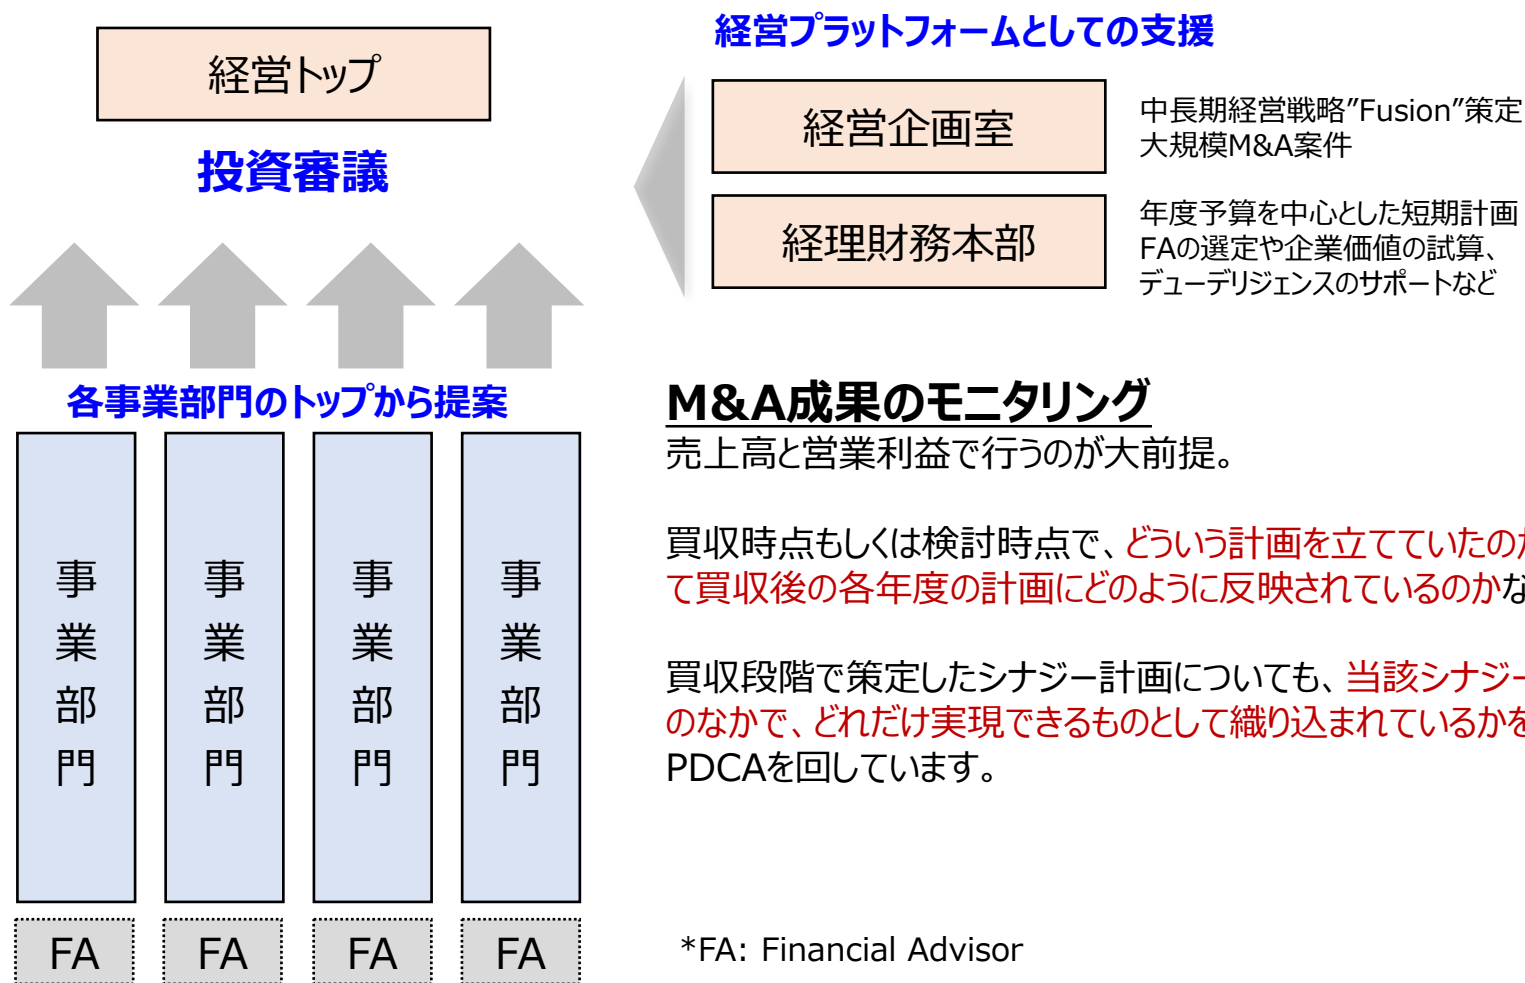 経営トップ
投資審議
経営プラットフォームとしての支援
経営企画室
中長期経営戦略”Fusion”策定
大規模M&A案件
経理財務本部
年度予算を中心とした短期計画
FAの選定や企業価値の試算、
デューデリジェンスのサポートなど
各事業部門のトップから提案
事業部門
事業部門
事業部門
事業部門
FA
FA
FA
FA
M&A成果のモニタリング
売上高と営業利益で行うのが大前提。
買収時点もしくは検討時点で、どういう計画を立てていたの
て買収後の各年度の計画にどのように反映されているのかな
買収段階で策定したシナジー計画についても、当該シナジー
のなかで、どれだけ実現できるものとして織り込まれているかを
PDCAを回しています。
*FA: Financial Advisor